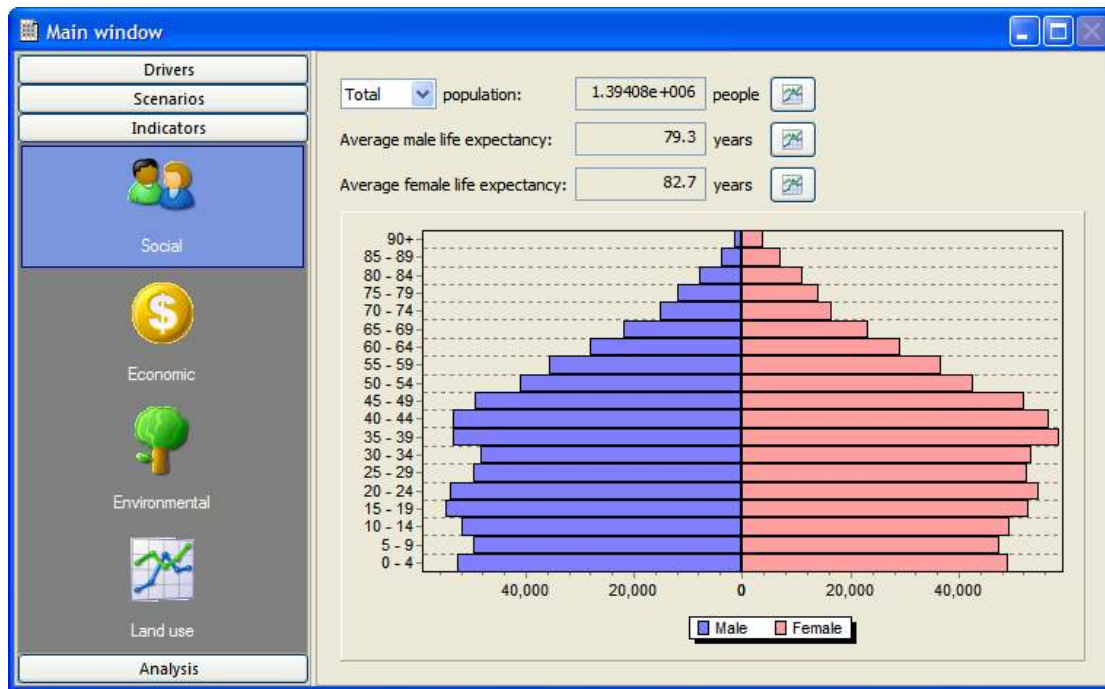 Main window
Drivers
Scenarios
Indicators
Social
Economic
Environmental
Land use
Analysis
Total population: 1.39408e+006 people
Average male life expectancy: 79.3 years
Average female life expectancy: 82.7 years
90+
85 - 89
80 - 84
75 - 79
70 - 74
65 - 69
60 - 64
55 - 59
50 - 54
45 - 49
40 - 44
35 - 39
30 - 34
25 - 29
20 - 24
15 - 19
10 - 14
5 - 9
0 - 4
40,000 20,000 0 20,000 40,000
Male Female